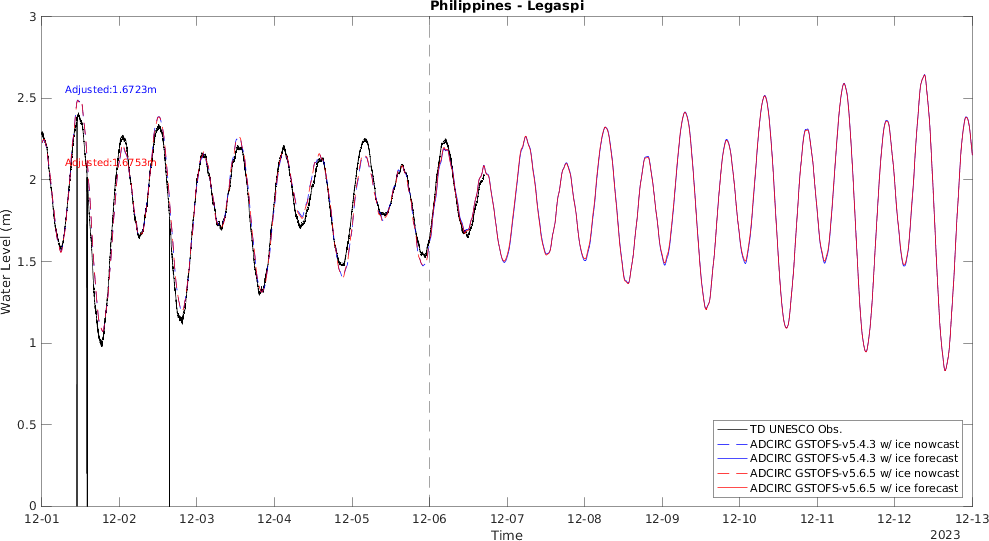 Philippines - Legaspi
3
2.5
2
1.5
1
0.5
0
Water Level (m)
Adjusted:1.6723m
Adjusted:1.6753m
TD UNESCO Obs.
ADCIRC GSTOFS-v5.4.3 w/ ice nowcast
ADCIRC GSTOFS-v5.4.3 w/ ice forecast
ADCIRC GSTOFS-v5.6.5 w/ ice nowcast
ADCIRC GSTOFS-v5.6.5 w/ ice forecast
12-01 12-02 12-03 12-04 12-05 12-06 12-07 12-08 12-09 12-10 12-11 12-12 12-13
Time
2023